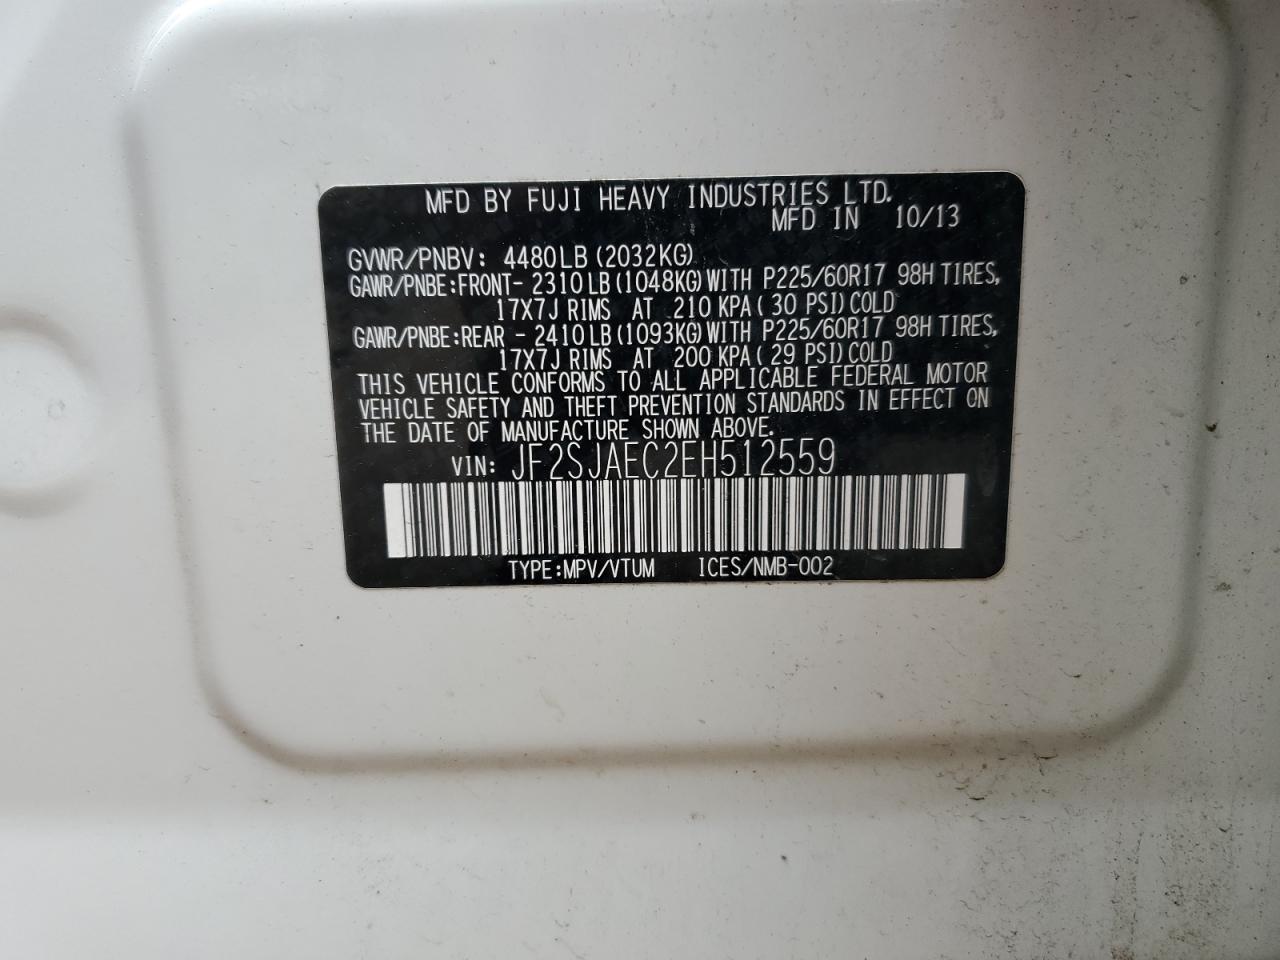 MFD BY FUJI HEAVY INDUSTRIES LTD.
MFD IN 10/13
GVWR/PNBV: 4480LB (2032KG)
GAWR/PNBE:FRONT- 2310LB (1048KG) WITH P225/60R17 98H TIRES,
17X7J RIMS AT 210 KPA ( 30 PSI) COLD
GAWR/PNBE:REAR - 2410LB (1093KG) WITH P225/60R17 98H TIRES,
17X7J RIMS AT 200 KPA ( 29 PSI) COLD
THIS VEHICLE CONFORMS TO ALL APPLICABLE FEDERAL MOTOR
VEHICLE SAFETY AND THEFT PREVENTION STANDARDS IN EFFECT ON
THE DATE OF MANUFACTURE SHOWN ABOVE.
VIN: JF2SJAEC2EH512559
TYPE:MPV/VTUM ICES/NMB-002